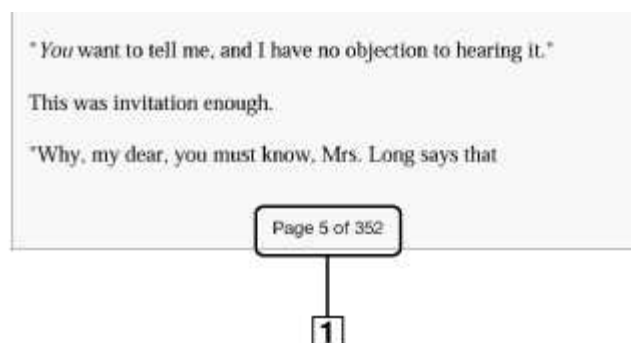 "You want to tell me, and I have no objection to hearing it."
This was invitation enough.
"Why, my dear, you must know, Mrs. Long says that
Page 5 of 352
1